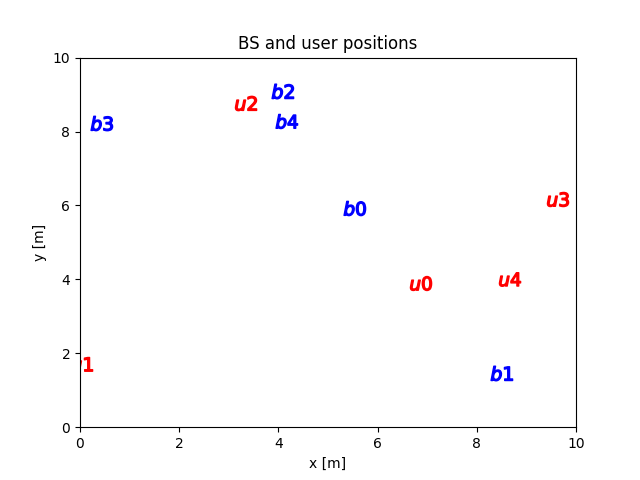 BS and user positions
10
b2
u2
b4
b3
8
u3
6
b0
y [m]
u4
u0
4
2
1
b1
0
0 2 4 6 8 10
x [m]